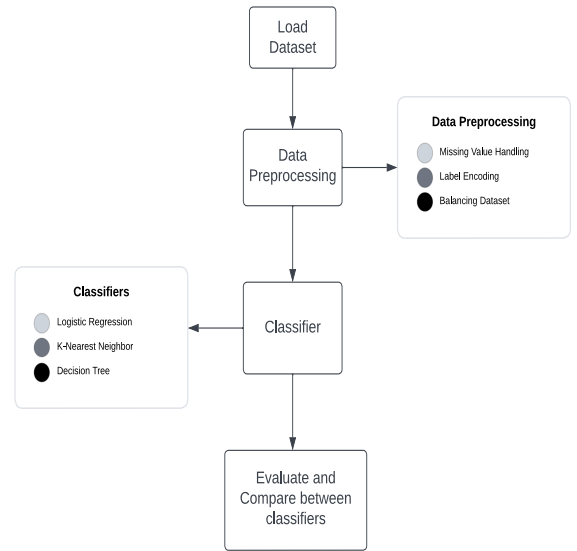 Load
Dataset
Data
Preprocessing
Data Preprocessing
Missing Value Handling
Label Encoding
Balancing Dataset
Classifier
Classifiers
Logistic Regression
K-Nearest Neighbor
Decision Tree
Evaluate and
Compare between
classifiers